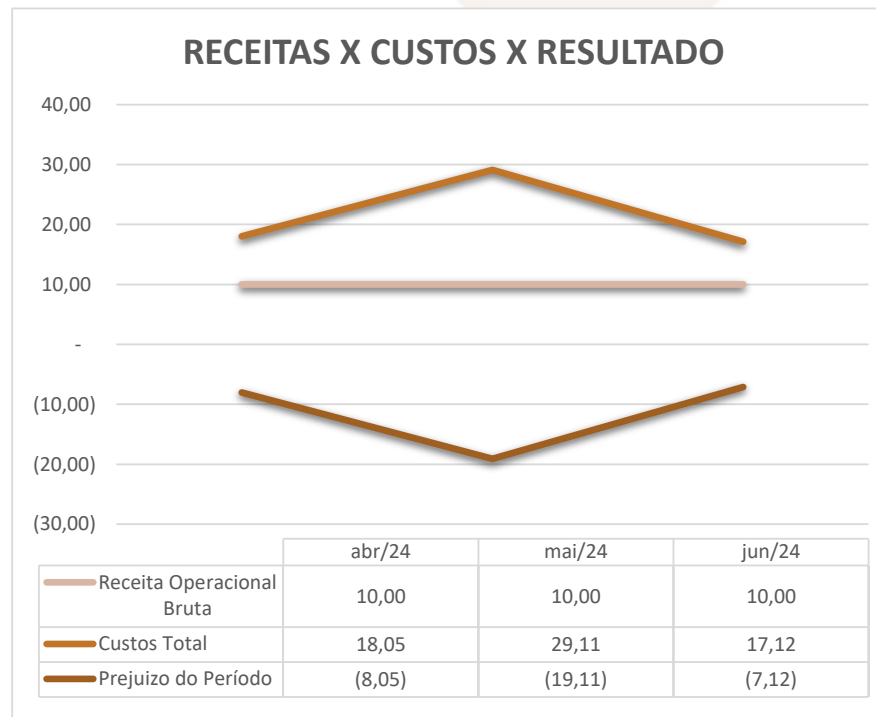 RECEITAS X CUSTOS X RESULTADO
40,00
30,00
20,00
10,00
-
(10,00)
(20,00)
(30,00)
abr/24 mai/24 jun/24
Receita Operacional
Bruta 10,00 10,00 10,00
Custos Total 18,05 29,11 17,12
Prejuizo do Período (8,05) (19,11) (7,12)